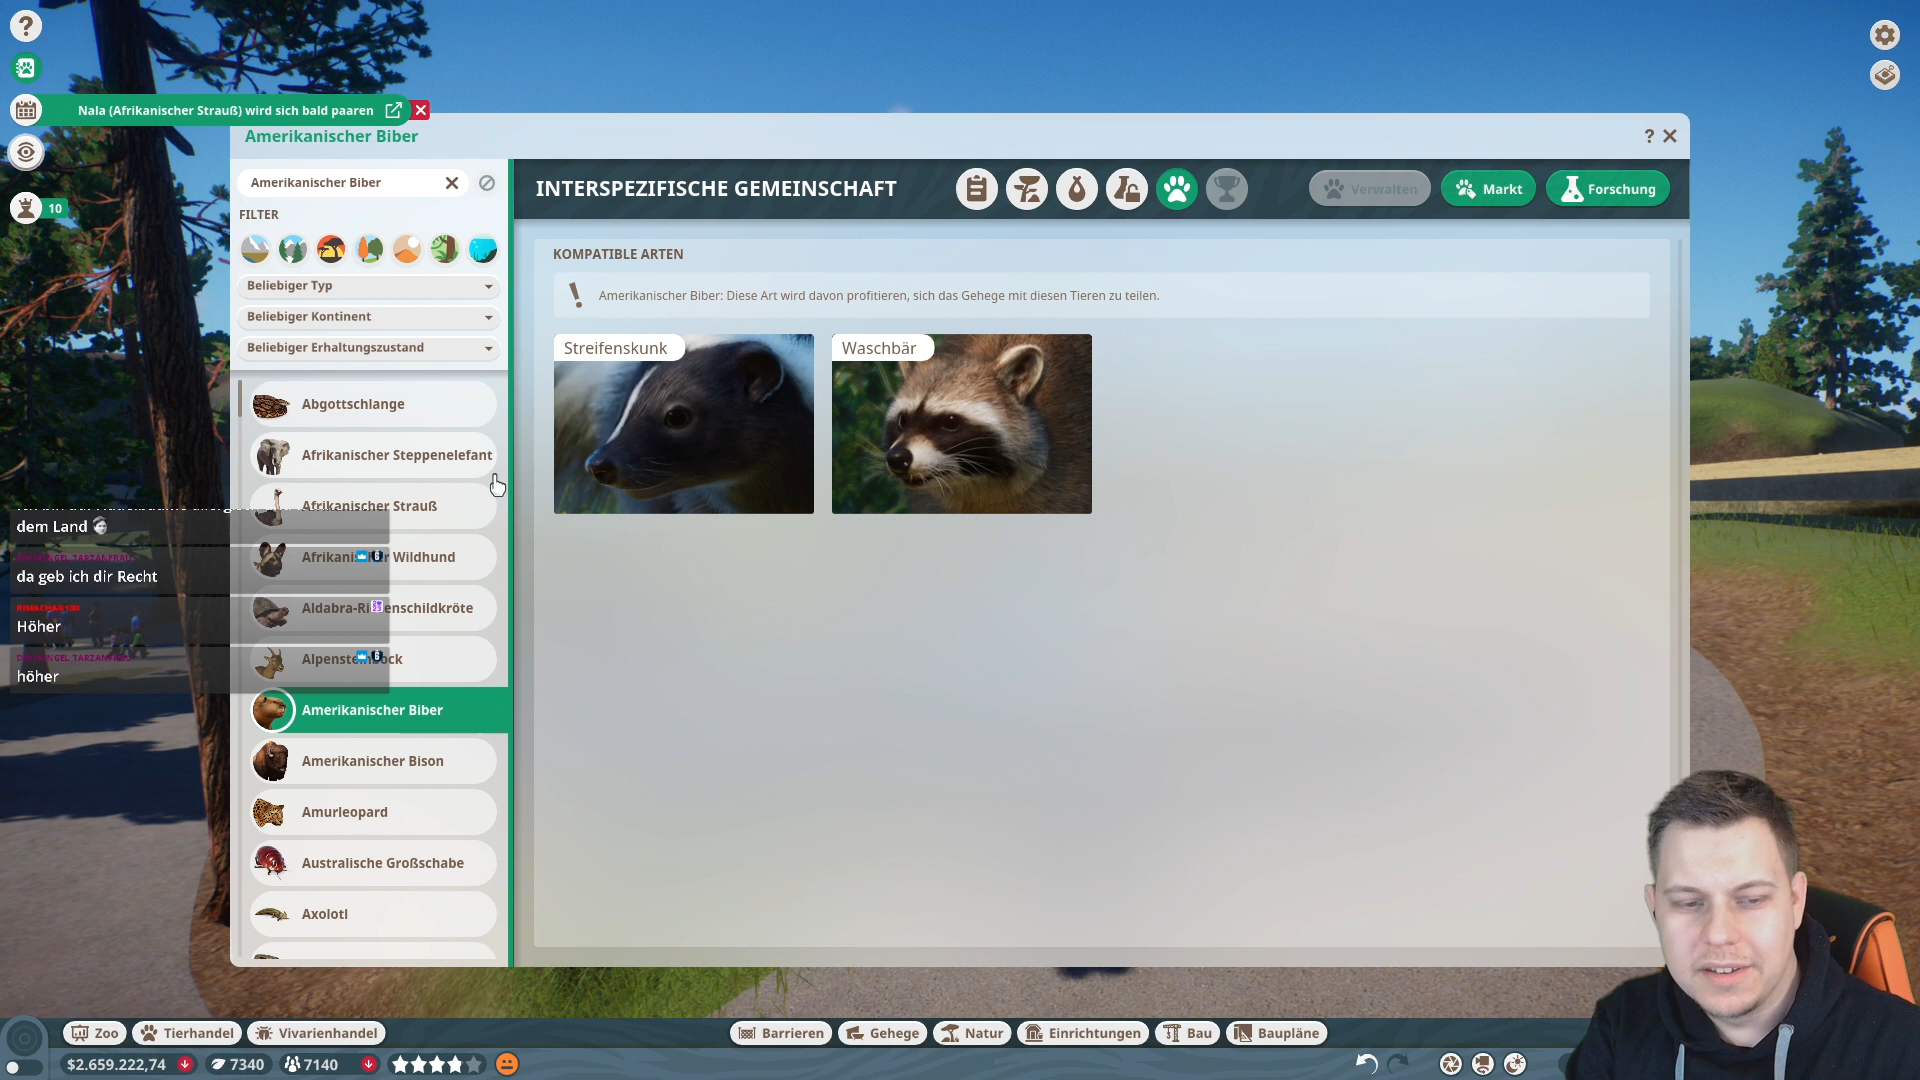 Nala (Afrikanischer Strauß) wird sich bald paaren
10
Amerikanischer Biber
?
Amerikanischer Biber
FILTER
Beliebiger Typ
Beliebiger Kontinent
Beliebiger Erhaltungszustand
Abgottschlange
Afrikanischer Steppenelefant
Afrikanischer Strauß
Afrikanischer Wildhund
Aldabra-Riesenschildkröte
Alpensteinbock
Amerikanischer Biber
Amerikanischer Bison
Amurleopard
Australische Großschabe
Axolotl
dem Land
da geb ich dir Recht
Höher
höher
INTERSPEZIFISCHE GEMEINSCHAFT
Verwalten
Markt
Forschung
KOMPATIBLE ARTEN
Amerikanischer Biber: Diese Art wird davon profitieren, sich das Gehege mit diesen Tieren zu teilen.
Streifenskunk
Waschbär
Zoo
Tierhandel
Vivarienhandel
Barrieren
Gehege
Natur
Einrichtungen
Bau
Baupläne
$2.659.222,74
7340
7140